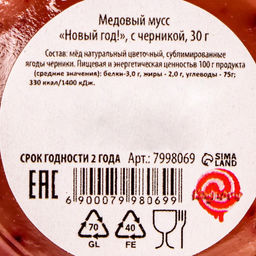 Медовый мусс
«Новый год!», с черникой, 30 г
Состав: мёд натуральный цветочный, сублимированные
ягоды черники. Пищевая и энергетическая ценностьв 100 г продукта
(средние значения): белки-3,0 г, жиры - 2,0 г, углеводы - 75г;
330 ккал/1400 кДж.
СРОК ГОДНОСТИ 2 ГОДА Арт.: 7998069 SIMA LAND
EAC
6 900079 980699
70 40
GL FE